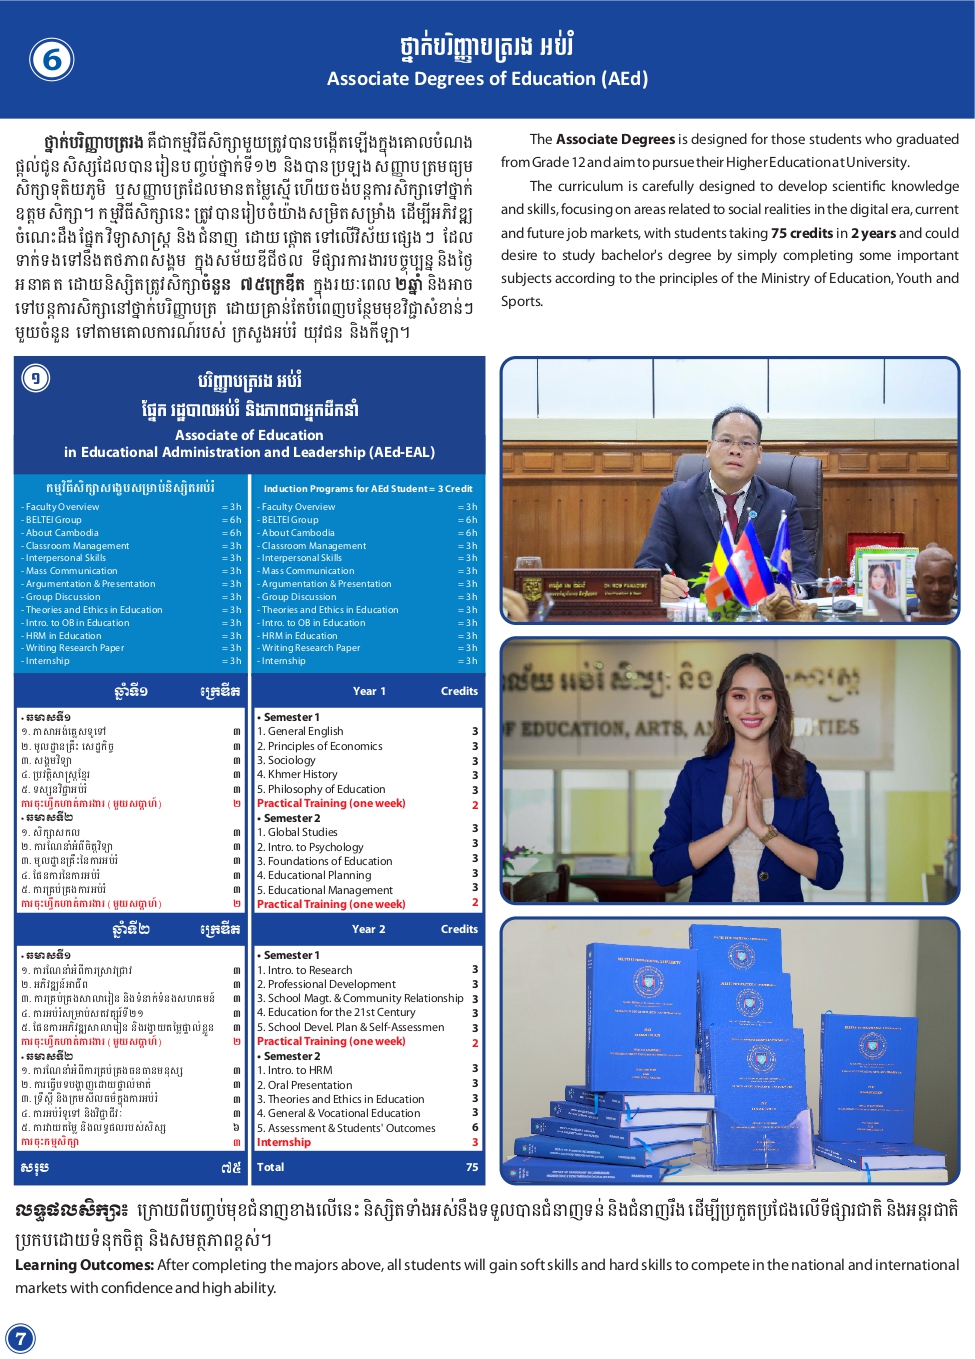 6
ថ្នាក់បរិញ្ញាបត្ររង អប់រំ
Associate Degrees of Education (AEd)
ថ្នាក់បរិញ្ញាបត្ររង គឺជាកម្មវិធីសិក្សាមួយត្រូវបានបង្កើតឡើងក្នុងគោលបំណង
ផ្តល់ជូនសិស្សដែលបានរៀនបញ្ចប់ថ្នាក់ទី១២ និងបានប្រឡងសញ្ញាបត្រមធ្យម
សិក្សាទុតិយភូមិ ឬសញ្ញាបត្រដែលមានតម្លៃស្មើ ហើយចង់បន្តការសិក្សាទៅថ្នាក់
ឧត្តមសិក្សា។ កម្មវិធីសិក្សានេះ ត្រូវបានរៀបចំយ៉ាងសម្រិតសម្រាំង ដើម្បីអភិវឌ្ឍ
ចំណេះដឹងផ្នែកវិទ្យាសាស្ត្រ និងជំនាញ ដោយផ្តោតទៅលើវិស័យផ្សេងៗ ដែល
ទាក់ទងទៅនឹងតថភាពសង្គម ក្នុងសម័យឌីជីថល ទីផ្សារការងារបច្ចុប្បន្ន និងថ្ងៃ
អនាគត ដោយនិស្សិតត្រូវសិក្សាចំនួន ៧៥ក្រេឌីត ក្នុងរយៈពេល ២ឆ្នាំ និងអាច
ទៅបន្តការសិក្សានៅថ្នាក់បរិញ្ញាបត្រ ដោយគ្រាន់តែបំពេញបន្ថែមមុខវិជ្ជាសំខាន់ៗ
មួយចំនួន ទៅតាមគោលការណ៍របស់ ក្រសួងអប់រំ យុវជន និងកីឡា។
The Associate Degrees is designed for those students who graduated
from Grade 12 and aim to pursue their Higher Education at University.
The curriculum is carefully designed to develop scientific knowledge
and skills, focusing on areas related to social realities in the digital era, current
and future job markets, with students taking 75 credits in 2 years and could
desire to study bachelor's degree by simply completing some important
subjects according to the principles of the Ministry of Education, Youth and
Sports.
១
បរិញ្ញាបត្ររង អប់រំ
ផ្នែក រដ្ឋបាលអប់រំ និងភាពជាអ្នកដឹកនាំ
Associate of Education
in Educational Administration and Leadership (AEd-EAL)
កម្មវិធីសិក្សាសង្ខេបសម្រាប់និស្សិតអប់រំ
- Faculty Overview = 3h
- BELTEI Group = 6h
- About Cambodia = 6h
- Classroom Management = 3h
- Interpersonal Skills = 3h
- Mass Communication = 3h
- Argumentation & Presentation = 3h
- Group Discussion = 3h
- Theories and Ethics in Education = 3h
- Intro. to OB in Education = 3h
- HRM in Education = 3h
- Writing Research Paper = 3h
- Internship = 3h
Induction Programs for AEd Student = 3 Credit
- Faculty Overview = 3h
- BELTEI Group = 6h
- About Cambodia = 6h
- Classroom Management = 3h
- Interpersonal Skills = 3h
- Mass Communication = 3h
- Argumentation & Presentation = 3h
- Group Discussion = 3h
- Theories and Ethics in Education = 3h
- Intro. to OB in Education = 3h
- HRM in Education = 3h
- Writing Research Paper = 3h
- Internship = 3h
ឆ្នាំទី១ ក្រេឌីត
• ឆមាសទី១
១. ភាសាអង់គ្លេសទូទៅ ៣
២. មូលដ្ឋានគ្រឹះ សេដ្ឋកិច្ច ៣
៣. សង្គមវិទ្យា ៣
៤. ប្រវត្តិសាស្ត្រខ្មែរ ៣
៥. ទស្សនវិជ្ជាអប់រំ ៣
ការចុះហ្វឹកហាត់ការងារ (មួយសប្តាហ៍) ២
• ឆមាសទី២
១. សិក្សាសកល ៣
២. ការណែនាំអំពីចិត្តវិទ្យា ៣
៣. មូលដ្ឋានគ្រឹះនៃការអប់រំ ៣
៤. ផែនការនៃការអប់រំ ៣
៥. ការគ្រប់គ្រងការអប់រំ ៣
ការចុះហ្វឹកហាត់ការងារ (មួយសប្តាហ៍) ២
Year 1 Credits
• Semester 1
1. General English 3
2. Principles of Economics 3
3. Sociology 3
4. Khmer History 3
5. Philosophy of Education 3
Practical Training (one week) 2
• Semester 2 3
1. Global Studies 3
2. Intro. to Psychology 3
3. Foundations of Education 3
4. Educational Planning 3
5. Educational Management
Practical Training (one week) 2
ឆ្នាំទី២ ក្រេឌីត
• ឆមាសទី១
១. ការណែនាំអំពីការស្រាវជ្រាវ ៣
២. អភិវឌ្ឍន៍អាជីព ៣
៣. ការគ្រប់គ្រងសាលារៀន និងទំនាក់ទំនងសហគមន៍ ៣
៤. ការអប់រំសម្រាប់សតវត្សរ៍ទី២១ ៣
៥. ផែនការអភិវឌ្ឍសាលារៀន និងវាយតម្លៃផ្ទាល់ខ្លួន ៣
ការចុះហ្វឹកហាត់ការងារ (មួយសប្តាហ៍) ២
• ឆមាសទី២
១. ការណែនាំអំពីការគ្រប់គ្រងធនធានមនុស្ស ៣
២. ការធ្វើបទបង្ហាញដោយផ្ទាល់មាត់ ៣
៣. ទ្រឹស្តី និងក្រមសីលធម៌ក្នុងការអប់រំ ៣
៤. ការអប់រំទូទៅ និងវិជ្ជាជីវៈ ៣
៥. ការវាយតម្លៃ និងលទ្ធផលរបស់សិស្ស ៦
ការចុះកម្មសិក្សា ៣
សរុប ៧៥
Year 2 Credits
• Semester 1
1. Intro. to Research 3
2. Professional Development 3
3. School Magt. & Community Relationship 3
4. Education for the 21st Century 3
5. School Devel. Plan & Self-Assessmen 3
Practical Training (one week) 2
• Semester 2
1. Intro. to HRM 3
2. Oral Presentation 3
3. Theories and Ethics in Education 3
4. General & Vocational Education 3
5. Assessment & Students' Outcomes 6
Internship 3
Total 75
OF EDUCATION, ARTS, AND
លទ្ធផលសិក្សា៖ ក្រោយពីបញ្ចប់មុខជំនាញខាងលើនេះ និស្សិតទាំងអស់នឹងទទួលបានជំនាញទន់ និងជំនាញរឹង ដើម្បីប្រកួតប្រជែងលើទីផ្សារជាតិ និងអន្តរជាតិ
ប្រកបដោយទំនុកចិត្ត និងសមត្ថភាពខ្ពស់។
Learning Outcomes: After completing the majors above, all students will gain soft skills and hard skills to compete in the national and international
markets with confidence and high ability.
7